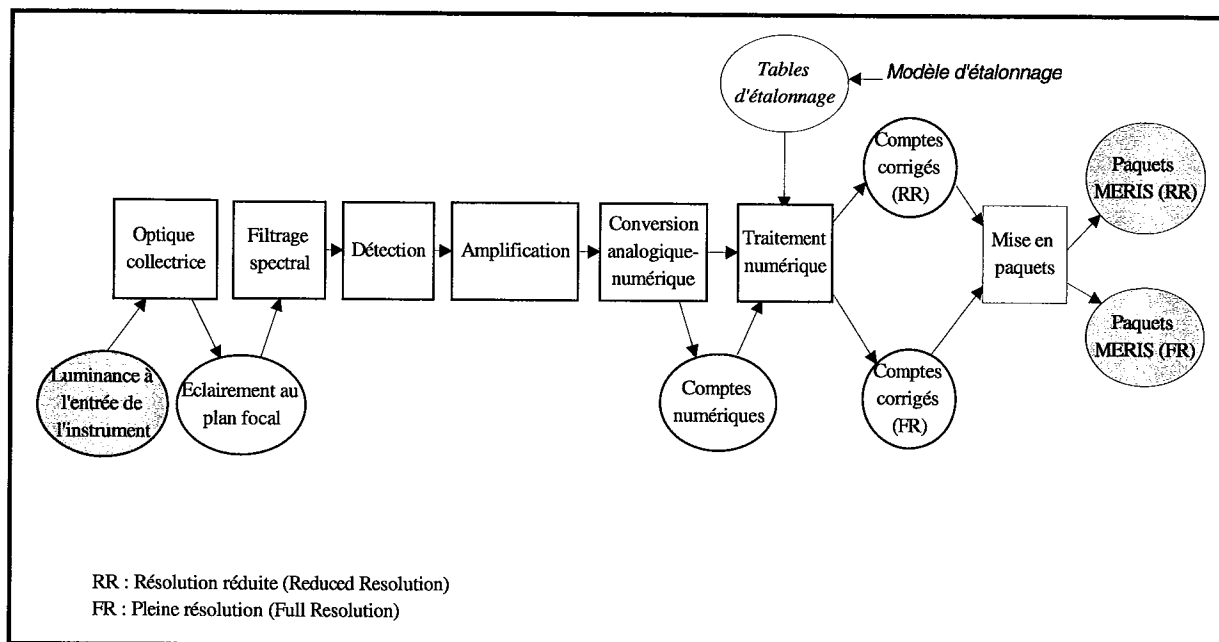 Tables
d'étalonnage
Modèle d'étalonnage
Comptes
corrigés
(RR)
Paquets
MERIS (RR)
Optique
collectrice
Filtrage
spectral
Détection
Amplification
Conversion
analogique-
numérique
Traitement
numérique
Mise en
paquets
Paquets
MERIS (FR)
Luminance à
l'entrée de
l'instrument
Eclairement au
plan focal
Comptes
numériques
Comptes
corrigés
(FR)
RR : Résolution réduite (Reduced Resolution)
FR : Pleine résolution (Full Resolution)